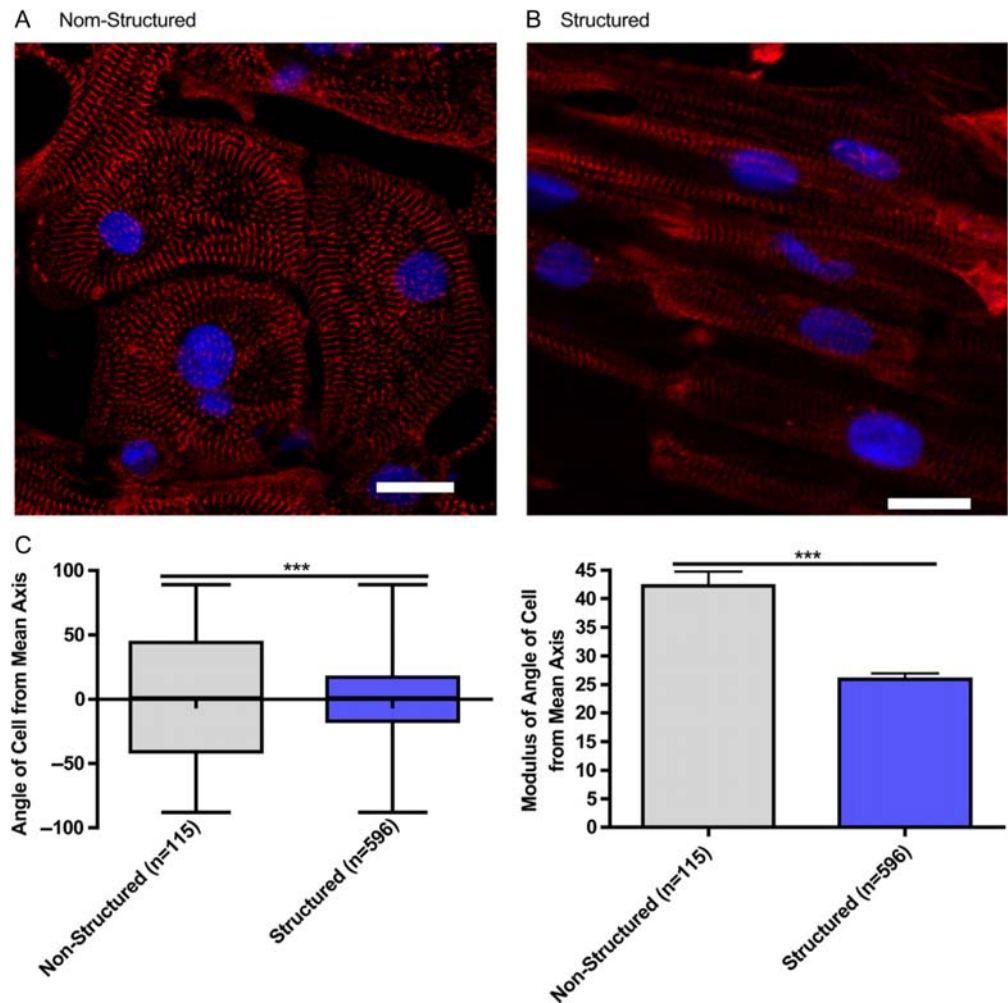 A Nom-Structured
B Structured
C
***
100
50
0
–50
–100
Angle of Cell from Mean Axis
Non-Structured (n=115)
Structured (n=596)
***
45
40
35
30
25
20
15
10
5
0
Modulus of Angle of Cell
from Mean Axis
Non-Structured (n=115)
Structured (n=596)